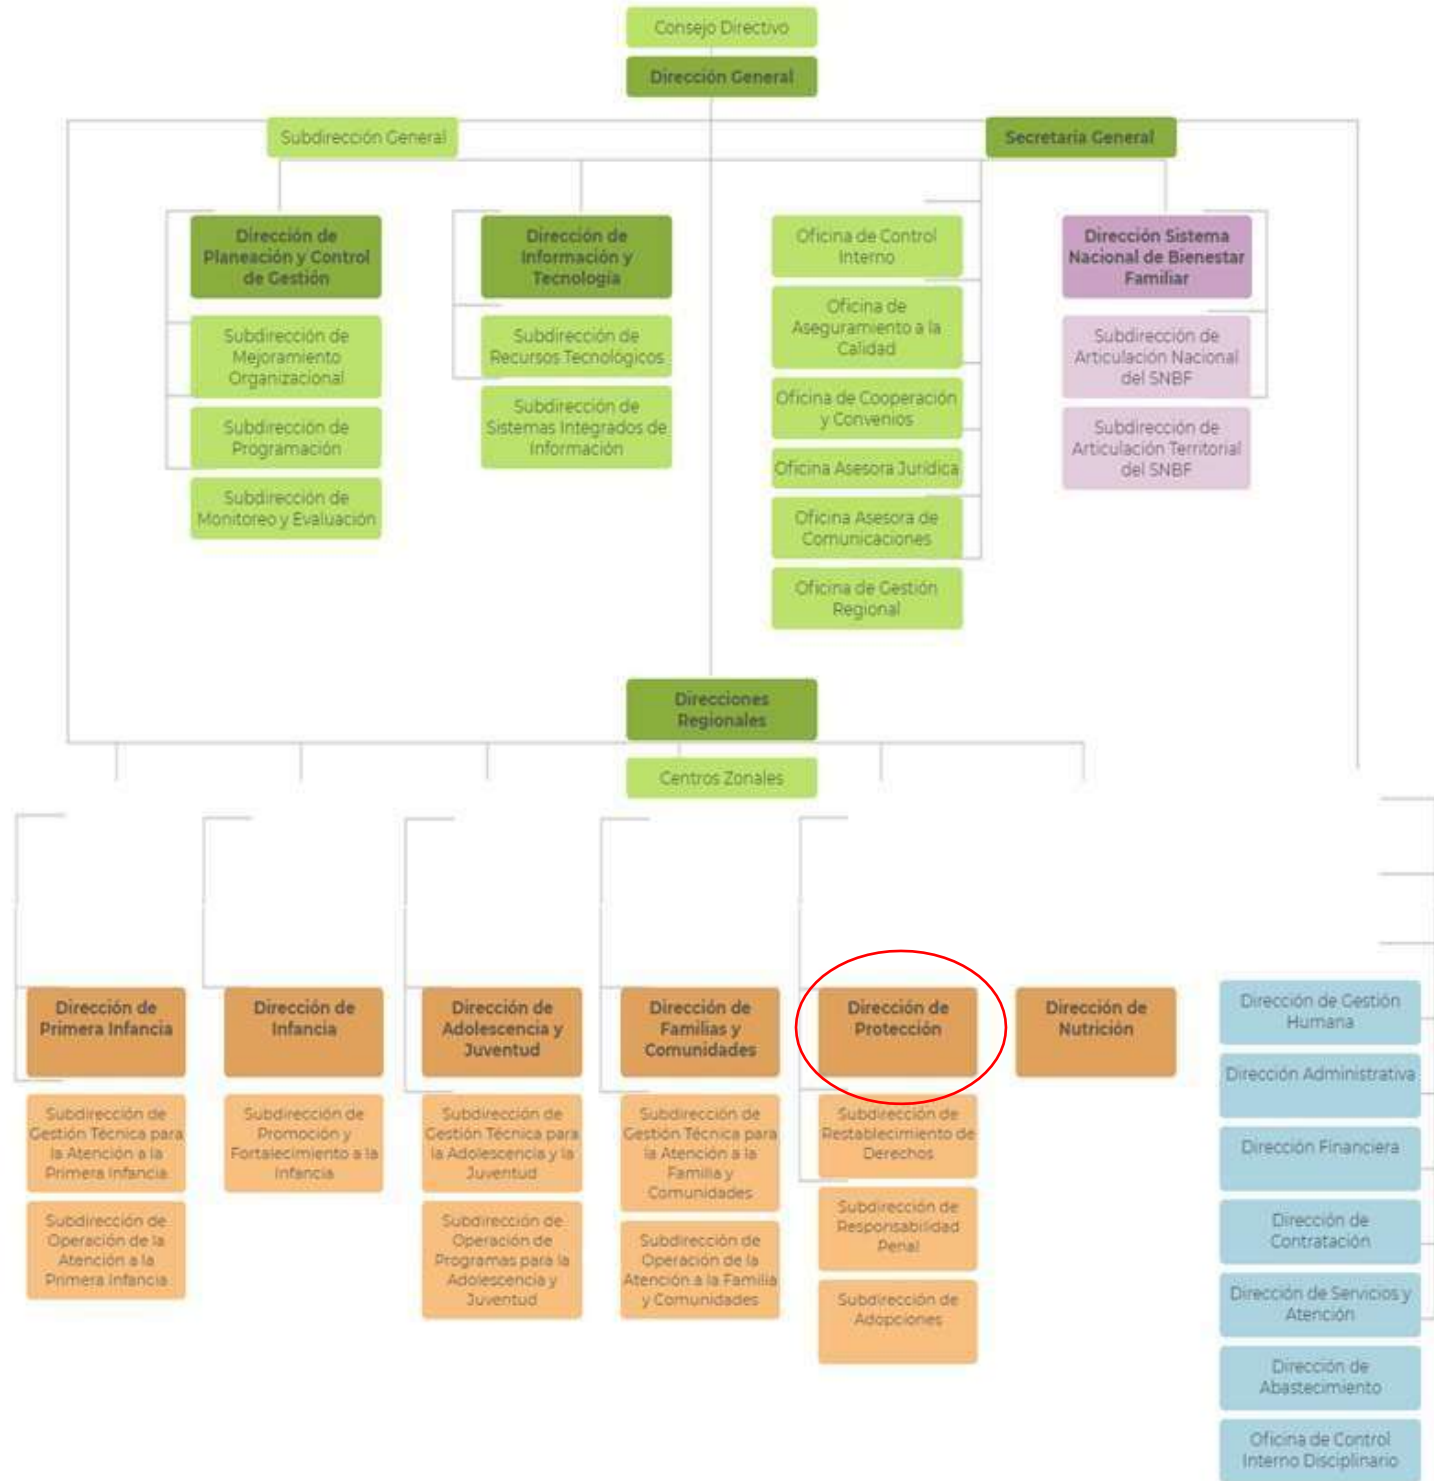 Consejo Directivo
Dirección General
Subdirección General
Secretaria General
Dirección de
Planeación y Control
de Gestión
Subdirección de
Mejoramiento
Organizacional
Subdirección de
Programación
Subdirección de
Monitoreo y Evaluación
Dirección de
Información y
Tecnología
Subdirección de
Recursos Tecnológicos
Subdirección de
Sistemas Integrados de
Información
Oficina de Control
Interno
Oficina de
Aseguramiento a la
Calidad
Oficina de Cooperación
y Convenios
Oficina Asesora Jurídica
Oficina Asesora de
Comunicaciones
Oficina de Gestión
Regional
Dirección Sistema
Nacional de Bienestar
Familiar
Subdirección de
Articulación Nacional
del SNBF
Subdirección de
Articulación Territorial
del SNBF
Direcciones
Regionales
Centros Zonales
Dirección de
Primera Infancia
Subdirección de
Gestión Técnica para
la Atención a la
Primera Infancia
Subdirección de
Operación de la
Atención a la
Primera Infancia
Dirección de
Infancia
Subdirección de
Promoción y
Fortalecimiento a la
Infancia
Dirección de
Adolescencia y
Juventud
Subdirección de
Gestión Técnica para
la Adolescencia y la
Juventud
Subdirección de
Operación de
Programas para la
Adolescencia y
Juventud
Dirección de
Familias y
Comunidades
Subdirección de
Gestión Técnica para
la Atención a la
Familia y
Comunidades
Subdirección de
Operación de la
Atención a la Familia
y Comunidades
Dirección de
Protección
Subdirección de
Restablecimiento de
Derechos
Subdirección de
Responsabilidad
Penal
Subdirección de
Adopciones
Dirección de
Nutrición
Dirección de Gestión
Humana
Dirección Administrativa
Dirección Financiera
Dirección de
Contratación
Dirección de Servicios y
Atención
Dirección de
Abastecimiento
Oficina de Control
Interno Disciplinario